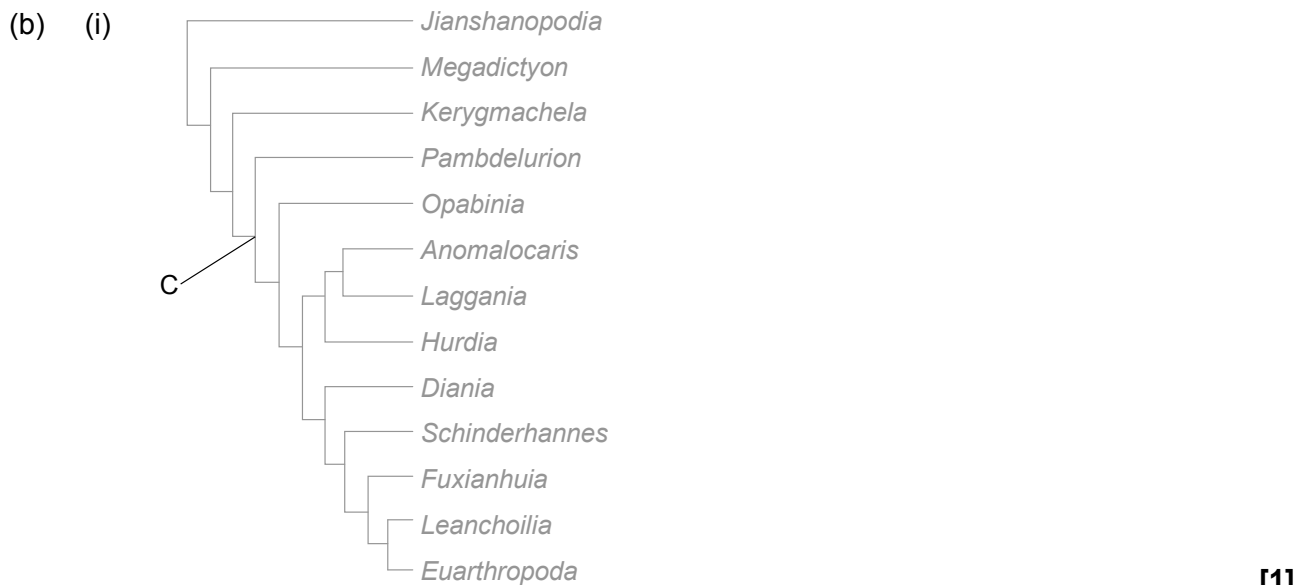 (b) (i) Jianshanopodia
Megadictyon
Kerygmachela
Pambdelurion
Opabinia
Anomalocaris
C
Laggania
Hurdia
Diania
Schinderhannes
Fuxianhuia
Leanchoilia
Euarthropoda
[1]